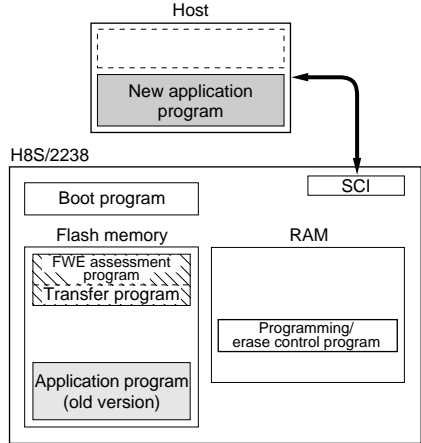 Host
New application
program
H8S/2238
SCI
Boot program
Flash memory
RAM
FWE assessment
program
Transfer program
Programming/
erase control program
Application program
(old version)